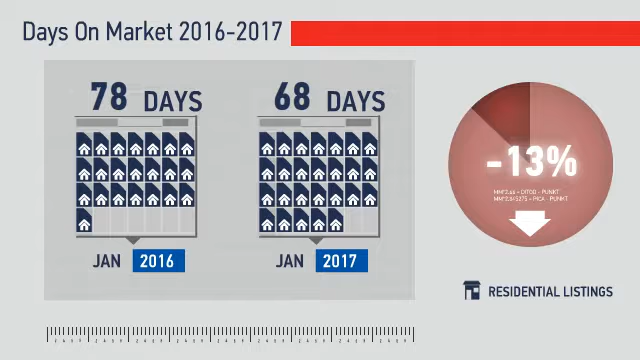 Days On Market 2016-2017
78 DAYS
68 DAYS
JAN 2016
JAN 2017
-13%
RESIDENTIAL LISTINGS